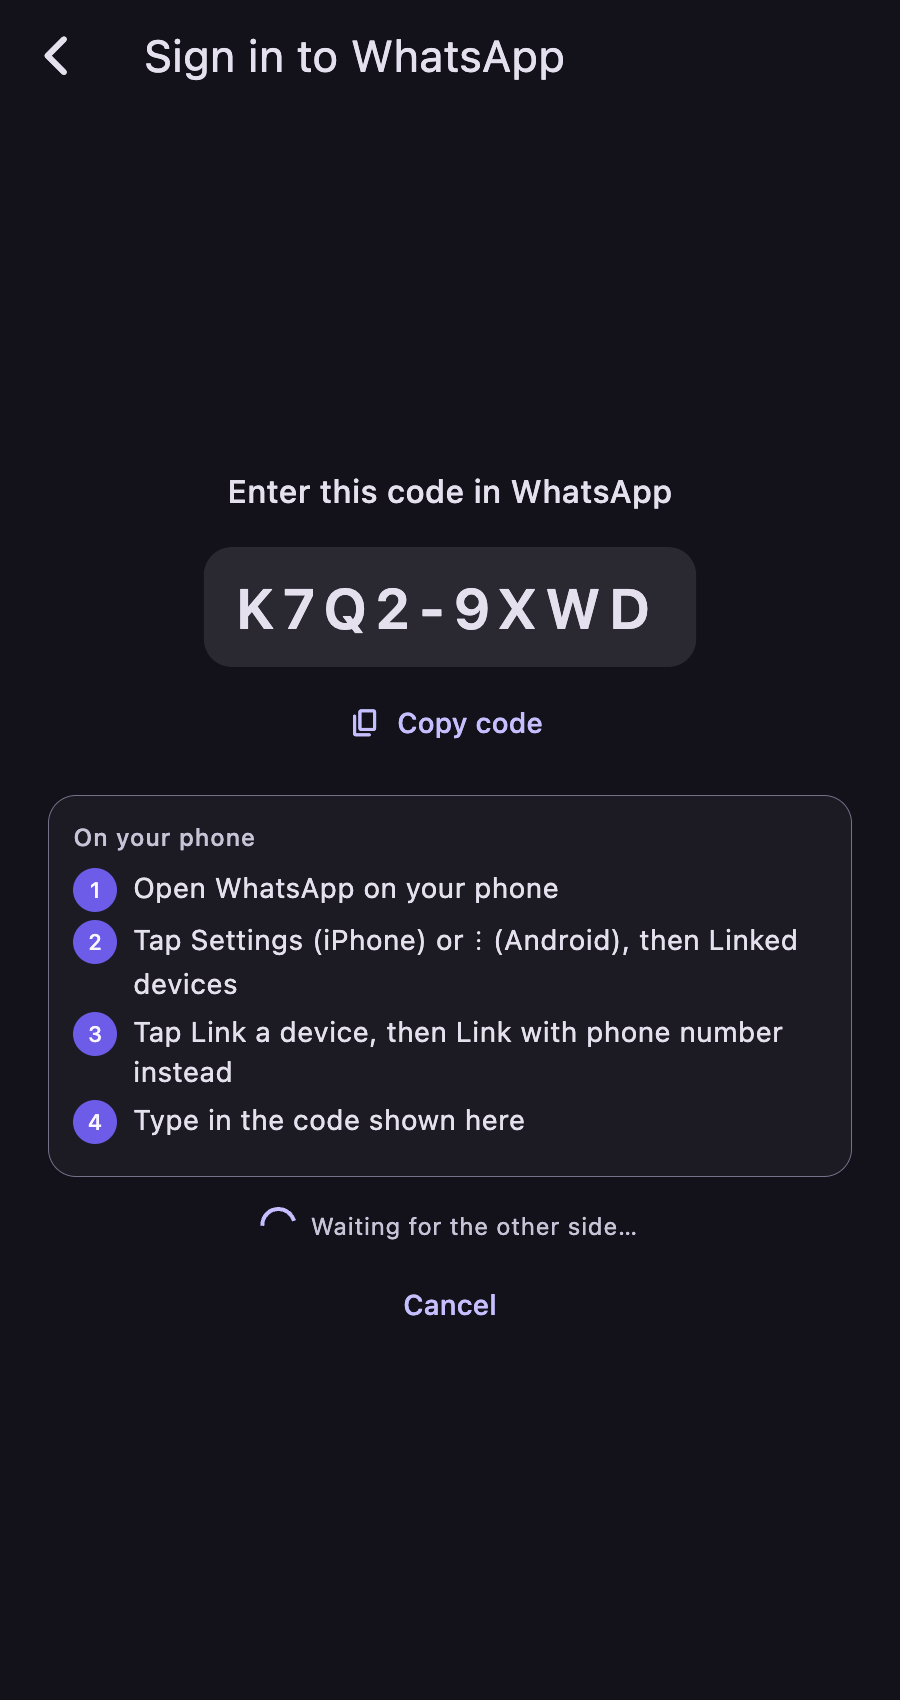 Sign in to WhatsApp
Enter this code in WhatsApp
K7Q2-9XWD
Copy code
On your phone
1 Open WhatsApp on your phone
2 Tap Settings (iPhone) or ⋮ (Android), then Linked
devices
3 Tap Link a device, then Link with phone number
instead
4 Type in the code shown here
Waiting for the other side…
Cancel